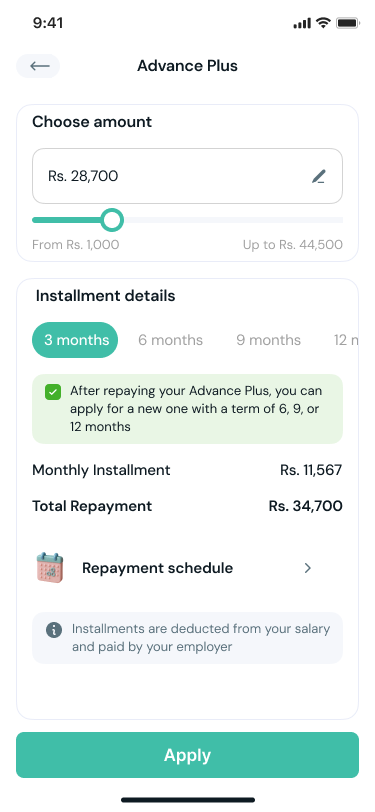 9:41
Advance Plus
Choose amount
Rs. 28,700
From Rs. 1,000 Up to Rs. 44,500
Installment details
3 months 6 months 9 months 12 n
After repaying your Advance Plus, you can
apply for a new one with a term of 6, 9, or
12 months
Monthly Installment Rs. 11,567
Total Repayment Rs. 34,700
Repayment schedule
Installments are deducted from your salary
and paid by your employer
Apply